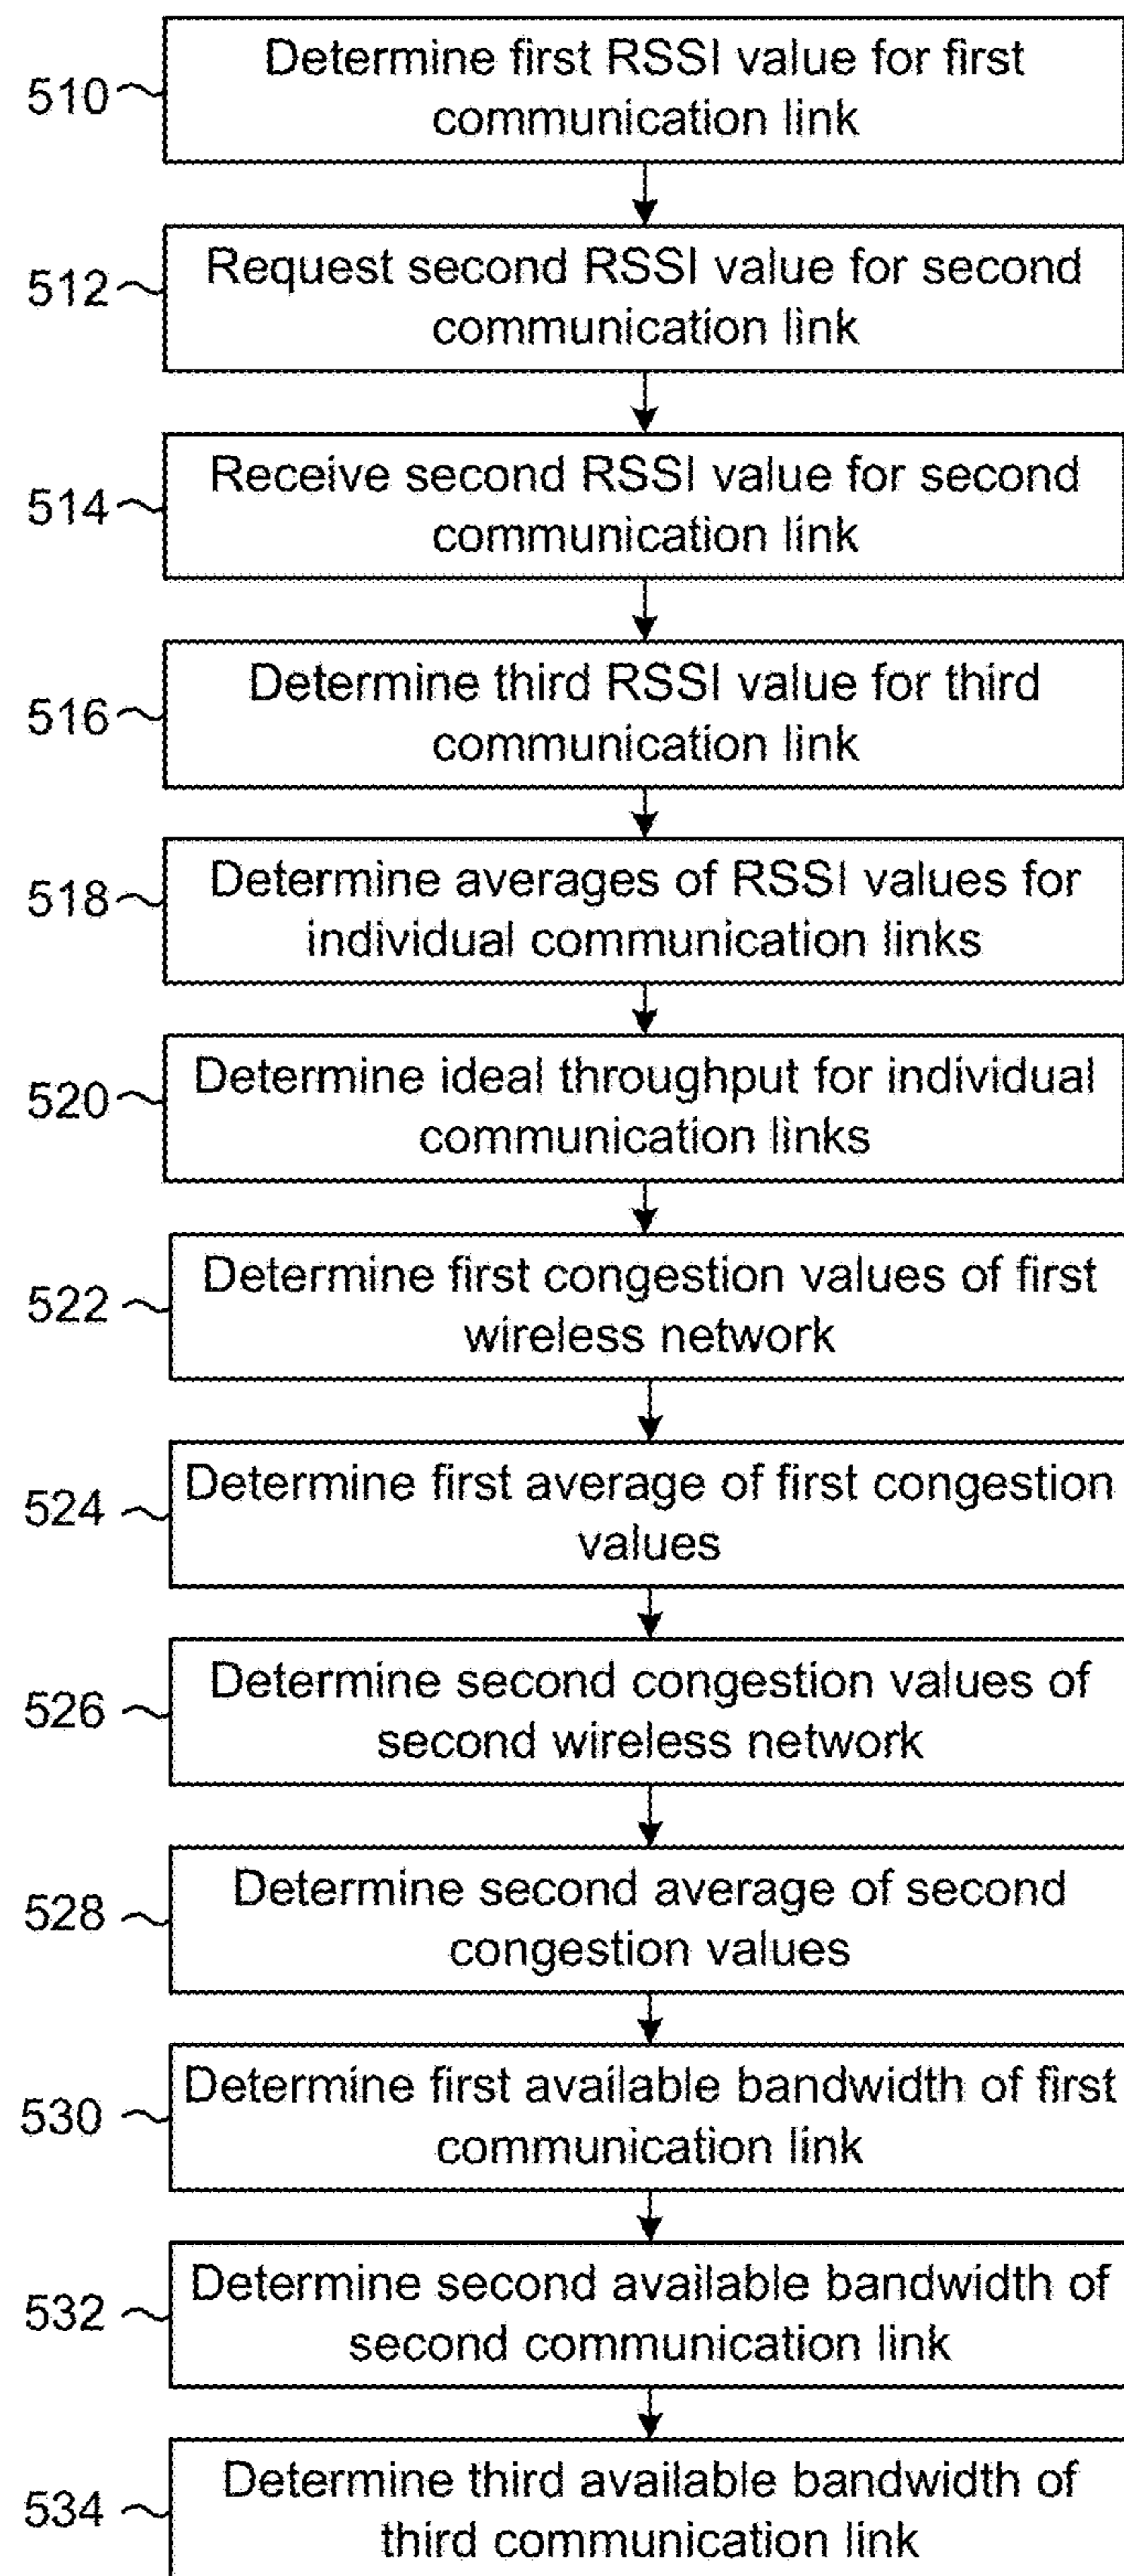 510
Determine first RSSI value for first
communication link
512
Request second RSSI value for second
communication link
514
Receive second RSSI value for second
communication link
516
Determine third RSSI value for third
communication link
518
Determine averages of RSSI values for
individual communication links
520
Determine ideal throughput for individual
communication links
522
Determine first congestion values of first
wireless network
524
Determine first average of first congestion
values
526
Determine second congestion values of
second wireless network
528
Determine second average of second
congestion values
530
Determine first available bandwidth of first
communication link
532
Determine second available bandwidth of
second communication link
534
Determine third available bandwidth of
third communication link